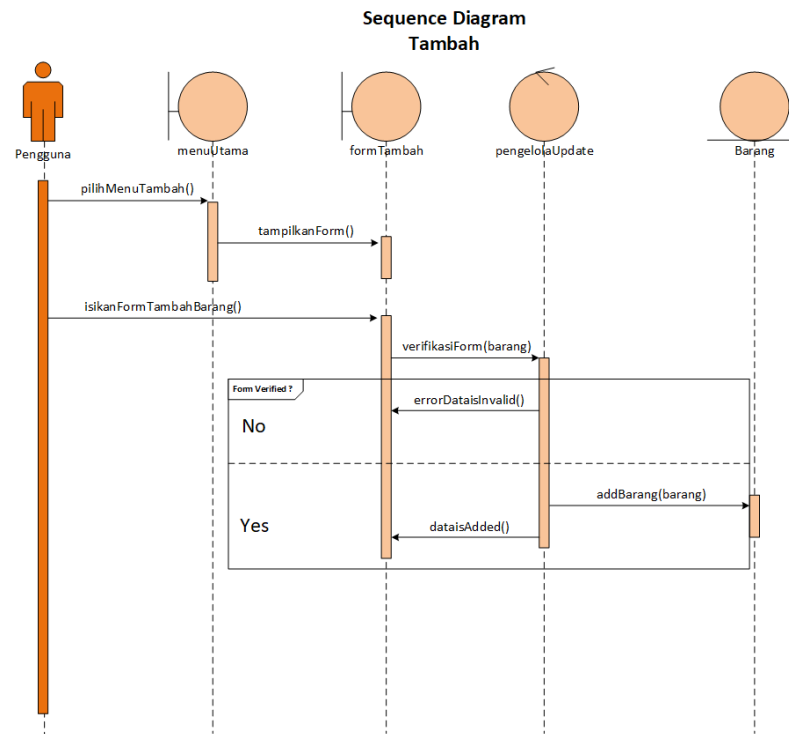 Sequence Diagram
Tambah
Pengguna
menuUtama
formTambah
pengelolaUpdate
Barang
pilihMenuTambah()
tampilkanForm()
isikanFormTambahBarang()
verifikasiForm(barang)
Form Verified ?
errorDataisInvalid()
No
addBarang(barang)
Yes
dataisAdded()